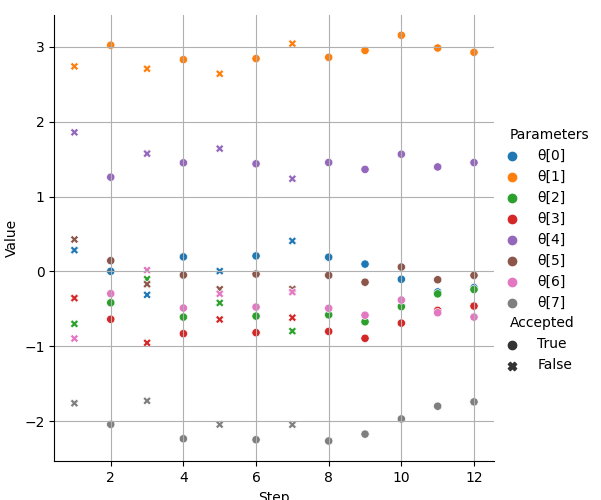 3
2
1
0
−1
−2
Value
2
4
6
8
10
12
Step
Parameters
θ[0]
θ[1]
θ[2]
θ[3]
θ[4]
θ[5]
θ[6]
θ[7]
Accepted
True
False